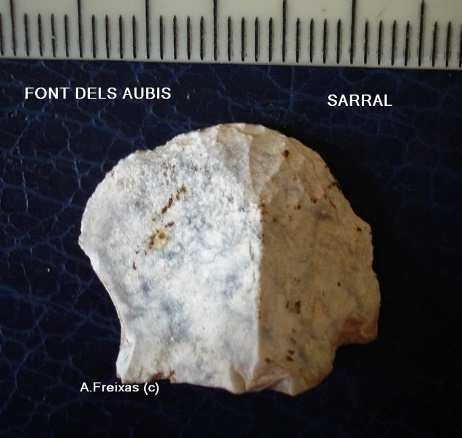 FONT DELS AUBIS
SARRAL
A.Freixas (c)